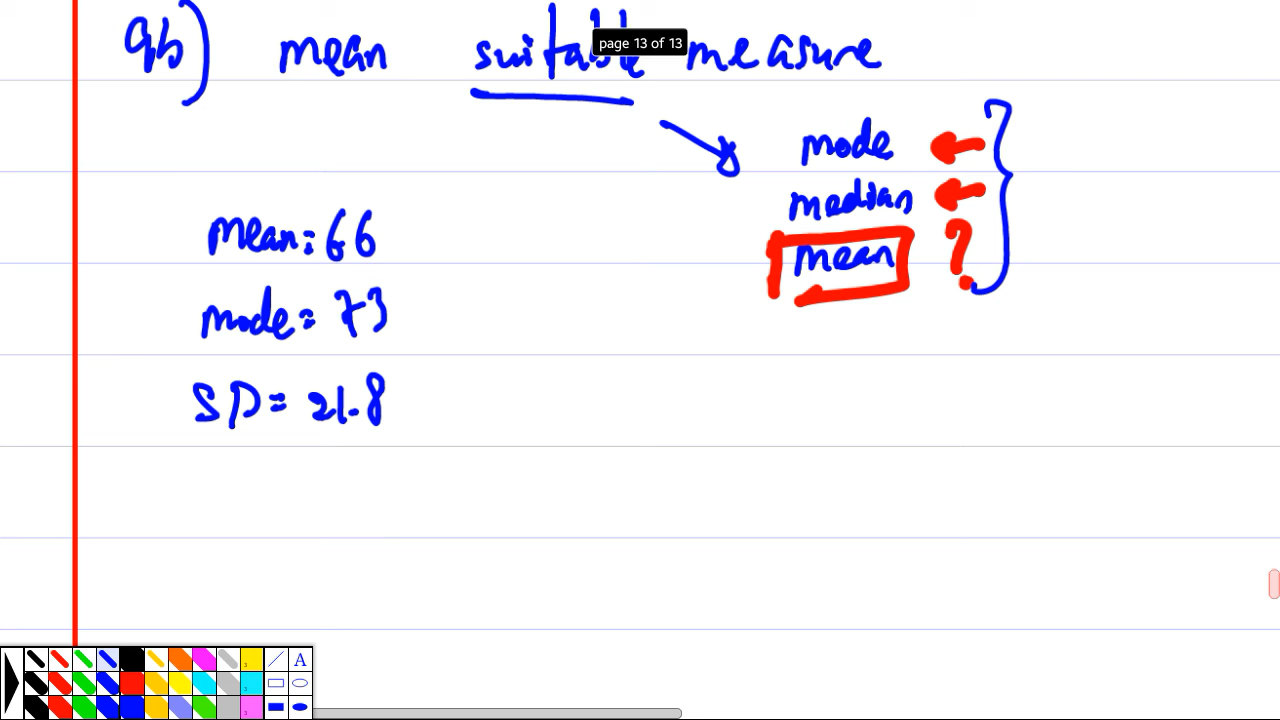 9b) mean suitable measure
page 13 of 13
mode
median
mean ?
mean = 66
mode = 73
SD = 21.8
A